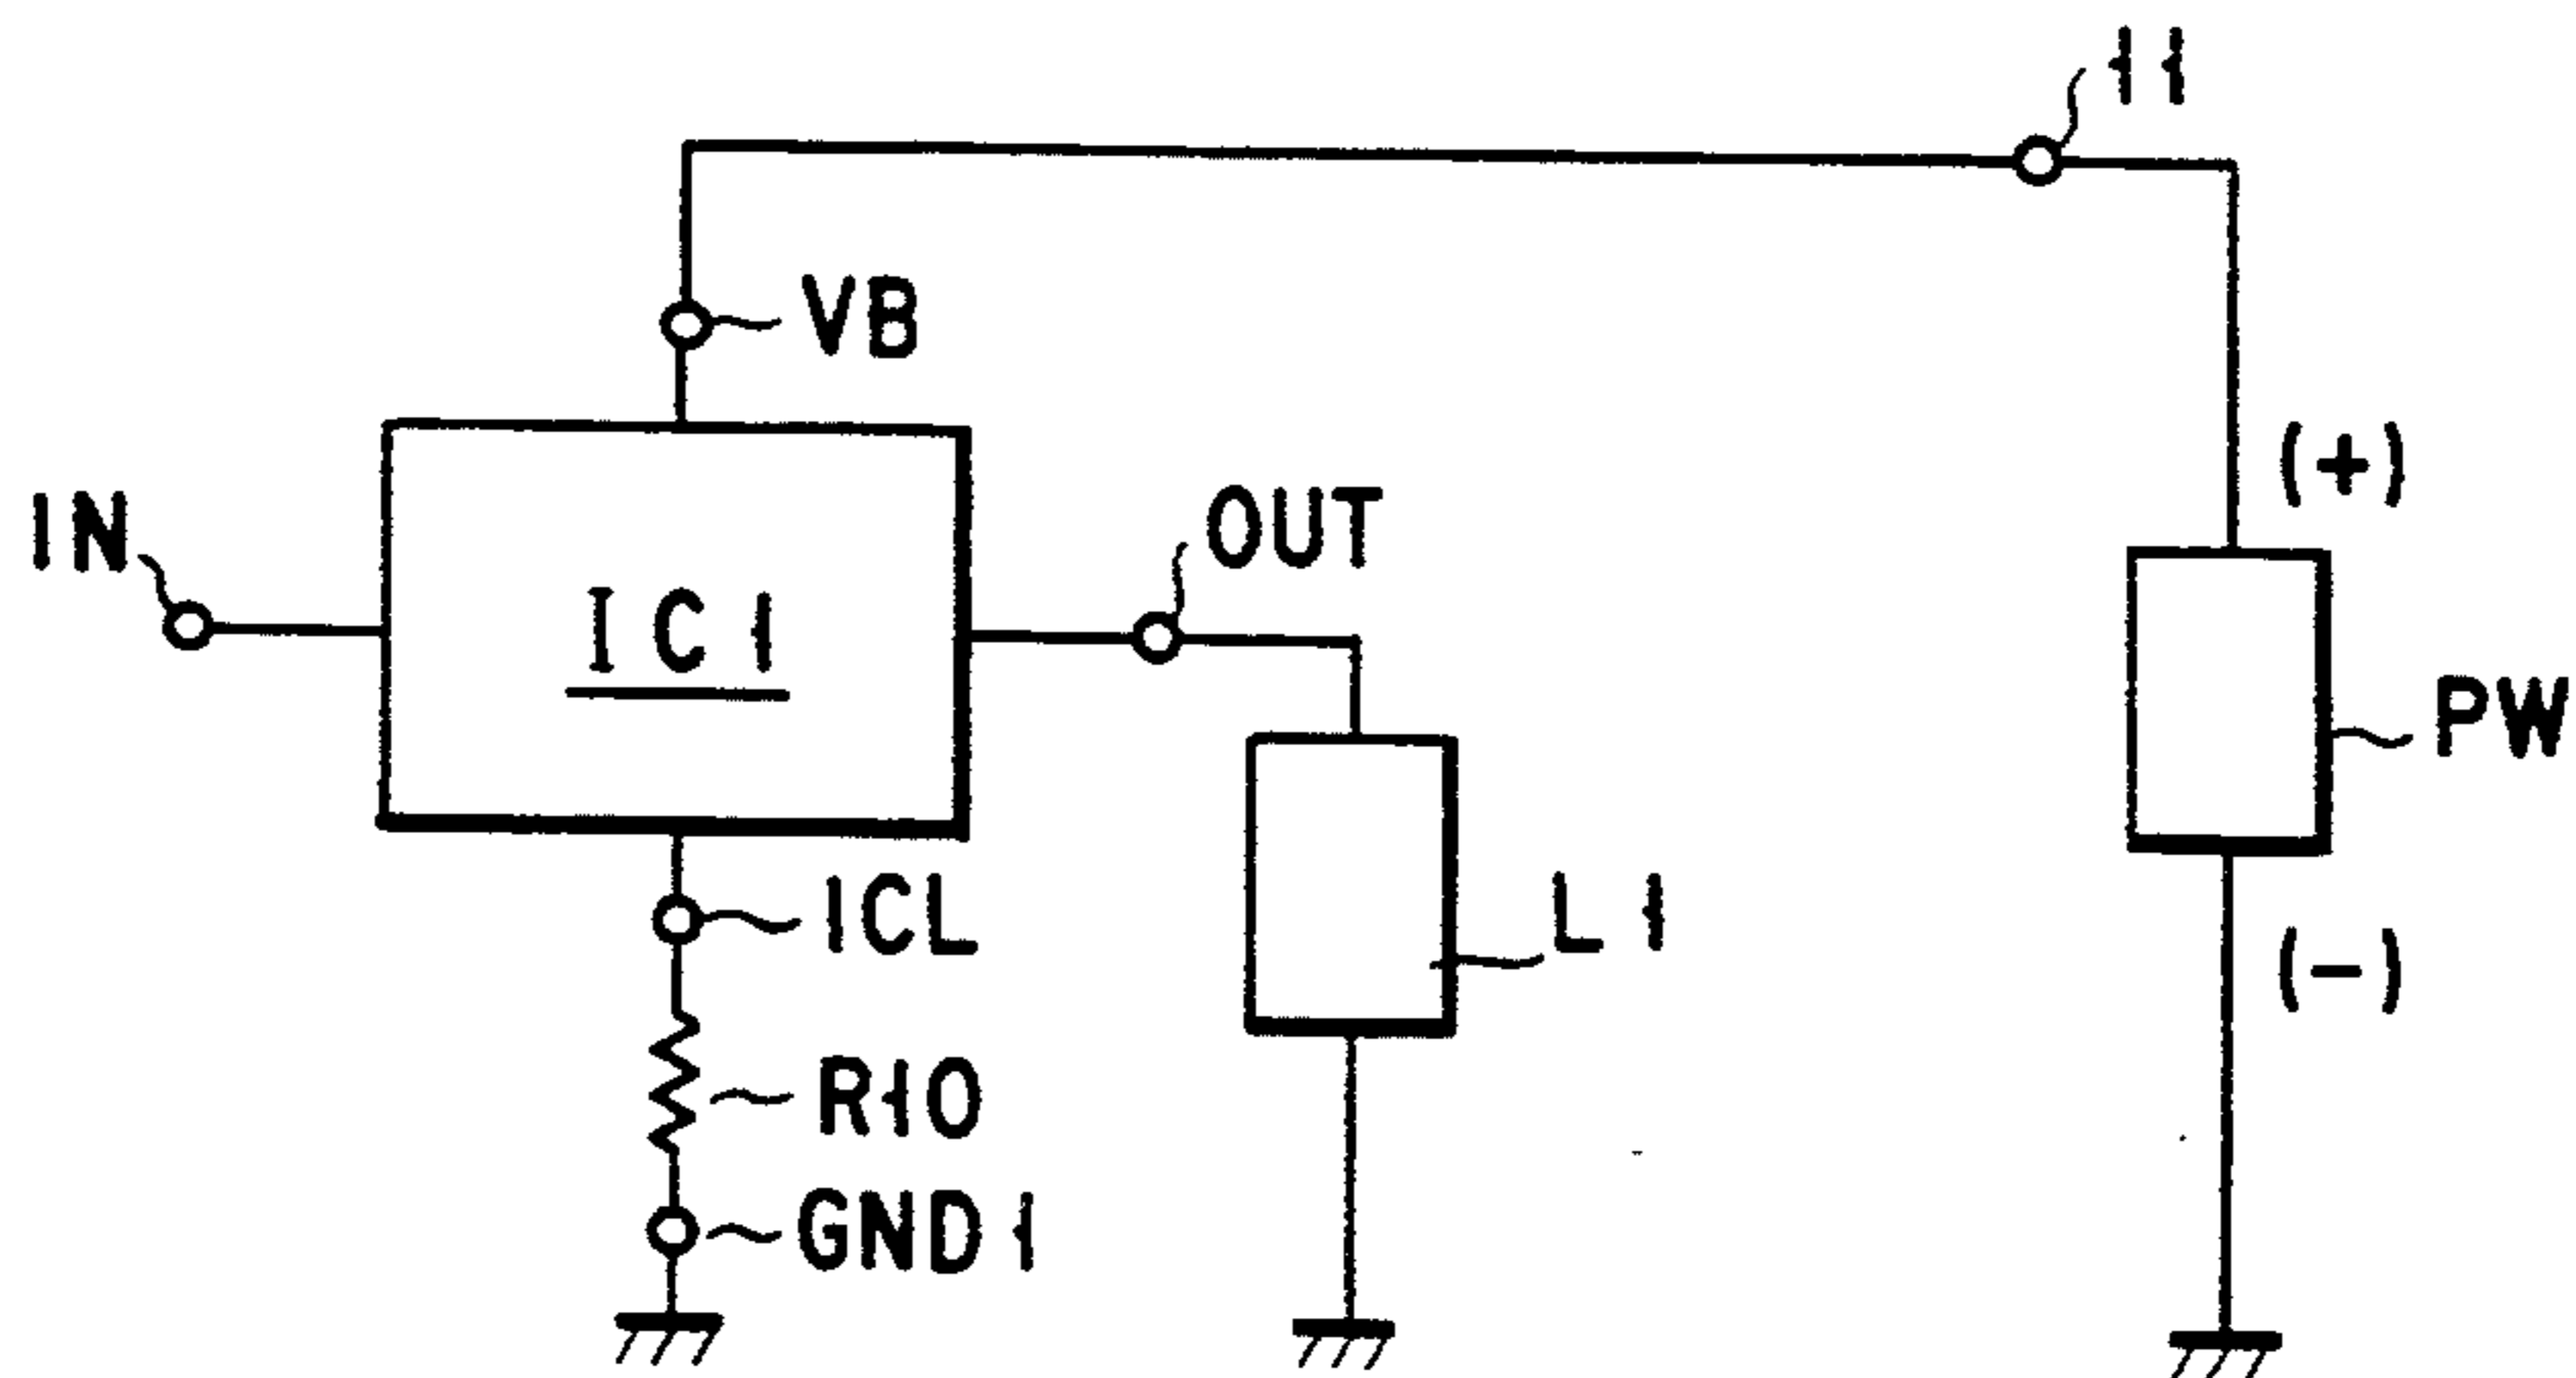 11
VB
(+)
IN
OUT
IC1
PW
ICL
L1
(-)
R10
GND1